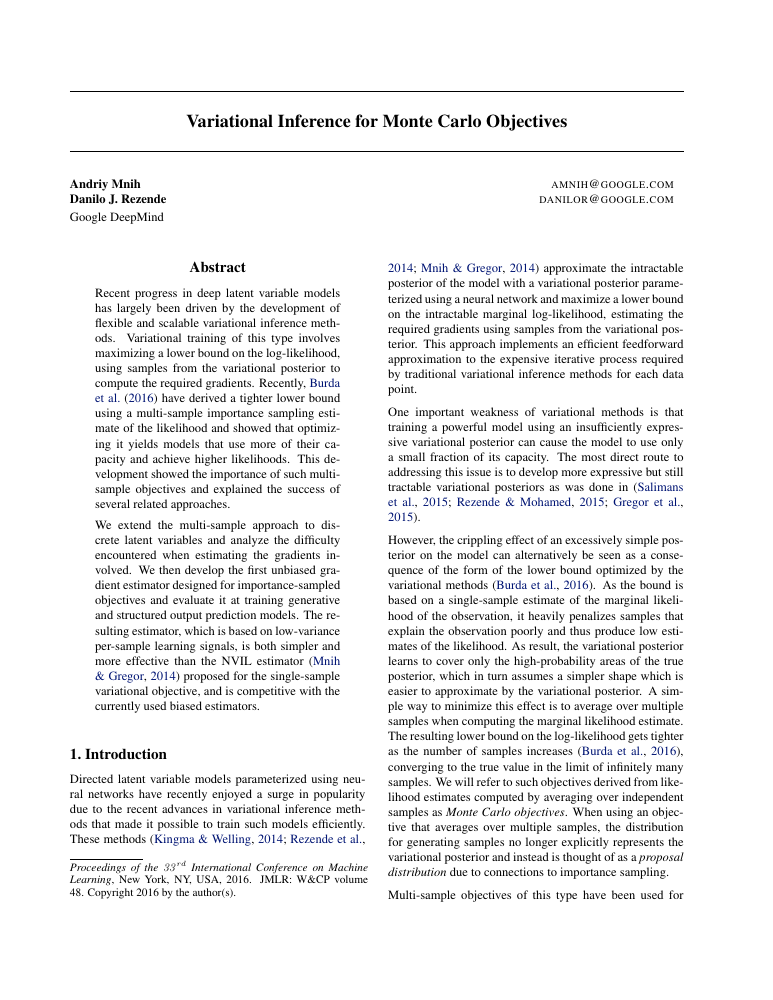 Variational Inference for Monte Carlo Objectives
Andriy Mnih
AMNIH@GOOGLE.COM
Danilo J. Rezende
DANILOR@GOOGLE.COM
Google DeepMind
Abstract
Recent progress in deep latent variable models
has largely been driven by the development of
flexible and scalable variational inference meth-
ods. Variational training of this type involves
maximizing a lower bound on the log-likelihood,
using samples from the variational posterior to
compute the required gradients. Recently, Burda
et al. (2016) have derived a tighter lower bound
using a multi-sample importance sampling esti-
mate of the likelihood and showed that optimiz-
ing it yields models that use more of their ca-
pacity and achieve higher likelihoods. This de-
velopment showed the importance of such multi-
sample objectives and explained the success of
several related approaches.
We extend the multi-sample approach to dis-
crete latent variables and analyze the difficulty
encountered when estimating the gradients in-
volved. We then develop the first unbiased gra-
dient estimator designed for importance-sampled
objectives and evaluate it at training generative
and structured output prediction models. The re-
sulting estimator, which is based on low-variance
per-sample learning signals, is both simpler and
more effective than the NVIL estimator (Mnih
& Gregor, 2014) proposed for the single-sample
variational objective, and is competitive with the
currently used biased estimators.
1. Introduction
Directed latent variable models parameterized using neu-
ral networks have recently enjoyed a surge in popularity
due to the recent advances in variational inference meth-
ods that made it possible to train such models efficiently.
These methods (Kingma & Welling, 2014; Rezende et al.,
Proceedings of the 33rd International Conference on Machine
Learning, New York, NY, USA, 2016. JMLR: W&CP volume
48. Copyright 2016 by the author(s).
2014; Mnih & Gregor, 2014) approximate the intractable
posterior of the model with a variational posterior parame-
terized using a neural network and maximize a lower bound
on the intractable marginal log-likelihood, estimating the
required gradients using samples from the variational pos-
terior. This approach implements an efficient feedforward
approximation to the expensive iterative process required
by traditional variational inference methods for each data
point.
One important weakness of variational methods is that
training a powerful model using an insufficiently expres-
sive variational posterior can cause the model to use only
a small fraction of its capacity. The most direct route to
addressing this issue is to develop more expressive but still
tractable variational posteriors as was done in (Salimans
et al., 2015; Rezende & Mohamed, 2015; Gregor et al.,
2015).
However, the crippling effect of an excessively simple pos-
terior on the model can alternatively be seen as a conse-
quence of the form of the lower bound optimized by the
variational methods (Burda et al., 2016). As the bound is
based on a single-sample estimate of the marginal likeli-
hood of the observation, it heavily penalizes samples that
explain the observation poorly and thus produce low esti-
mates of the likelihood. As result, the variational posterior
learns to cover only the high-probability areas of the true
posterior, which in turn assumes a simpler shape which is
easier to approximate by the variational posterior. A sim-
ple way to minimize this effect is to average over multiple
samples when computing the marginal likelihood estimate.
The resulting lower bound on the log-likelihood gets tighter
as the number of samples increases (Burda et al., 2016),
converging to the true value in the limit of infinitely many
samples. We will refer to such objectives derived from like-
lihood estimates computed by averaging over independent
samples as Monte Carlo objectives. When using an objec-
tive that averages over multiple samples, the distribution
for generating samples no longer explicitly represents the
variational posterior and instead is thought of as a proposal
distribution due to connections to importance sampling.
Multi-sample objectives of this type have been used for